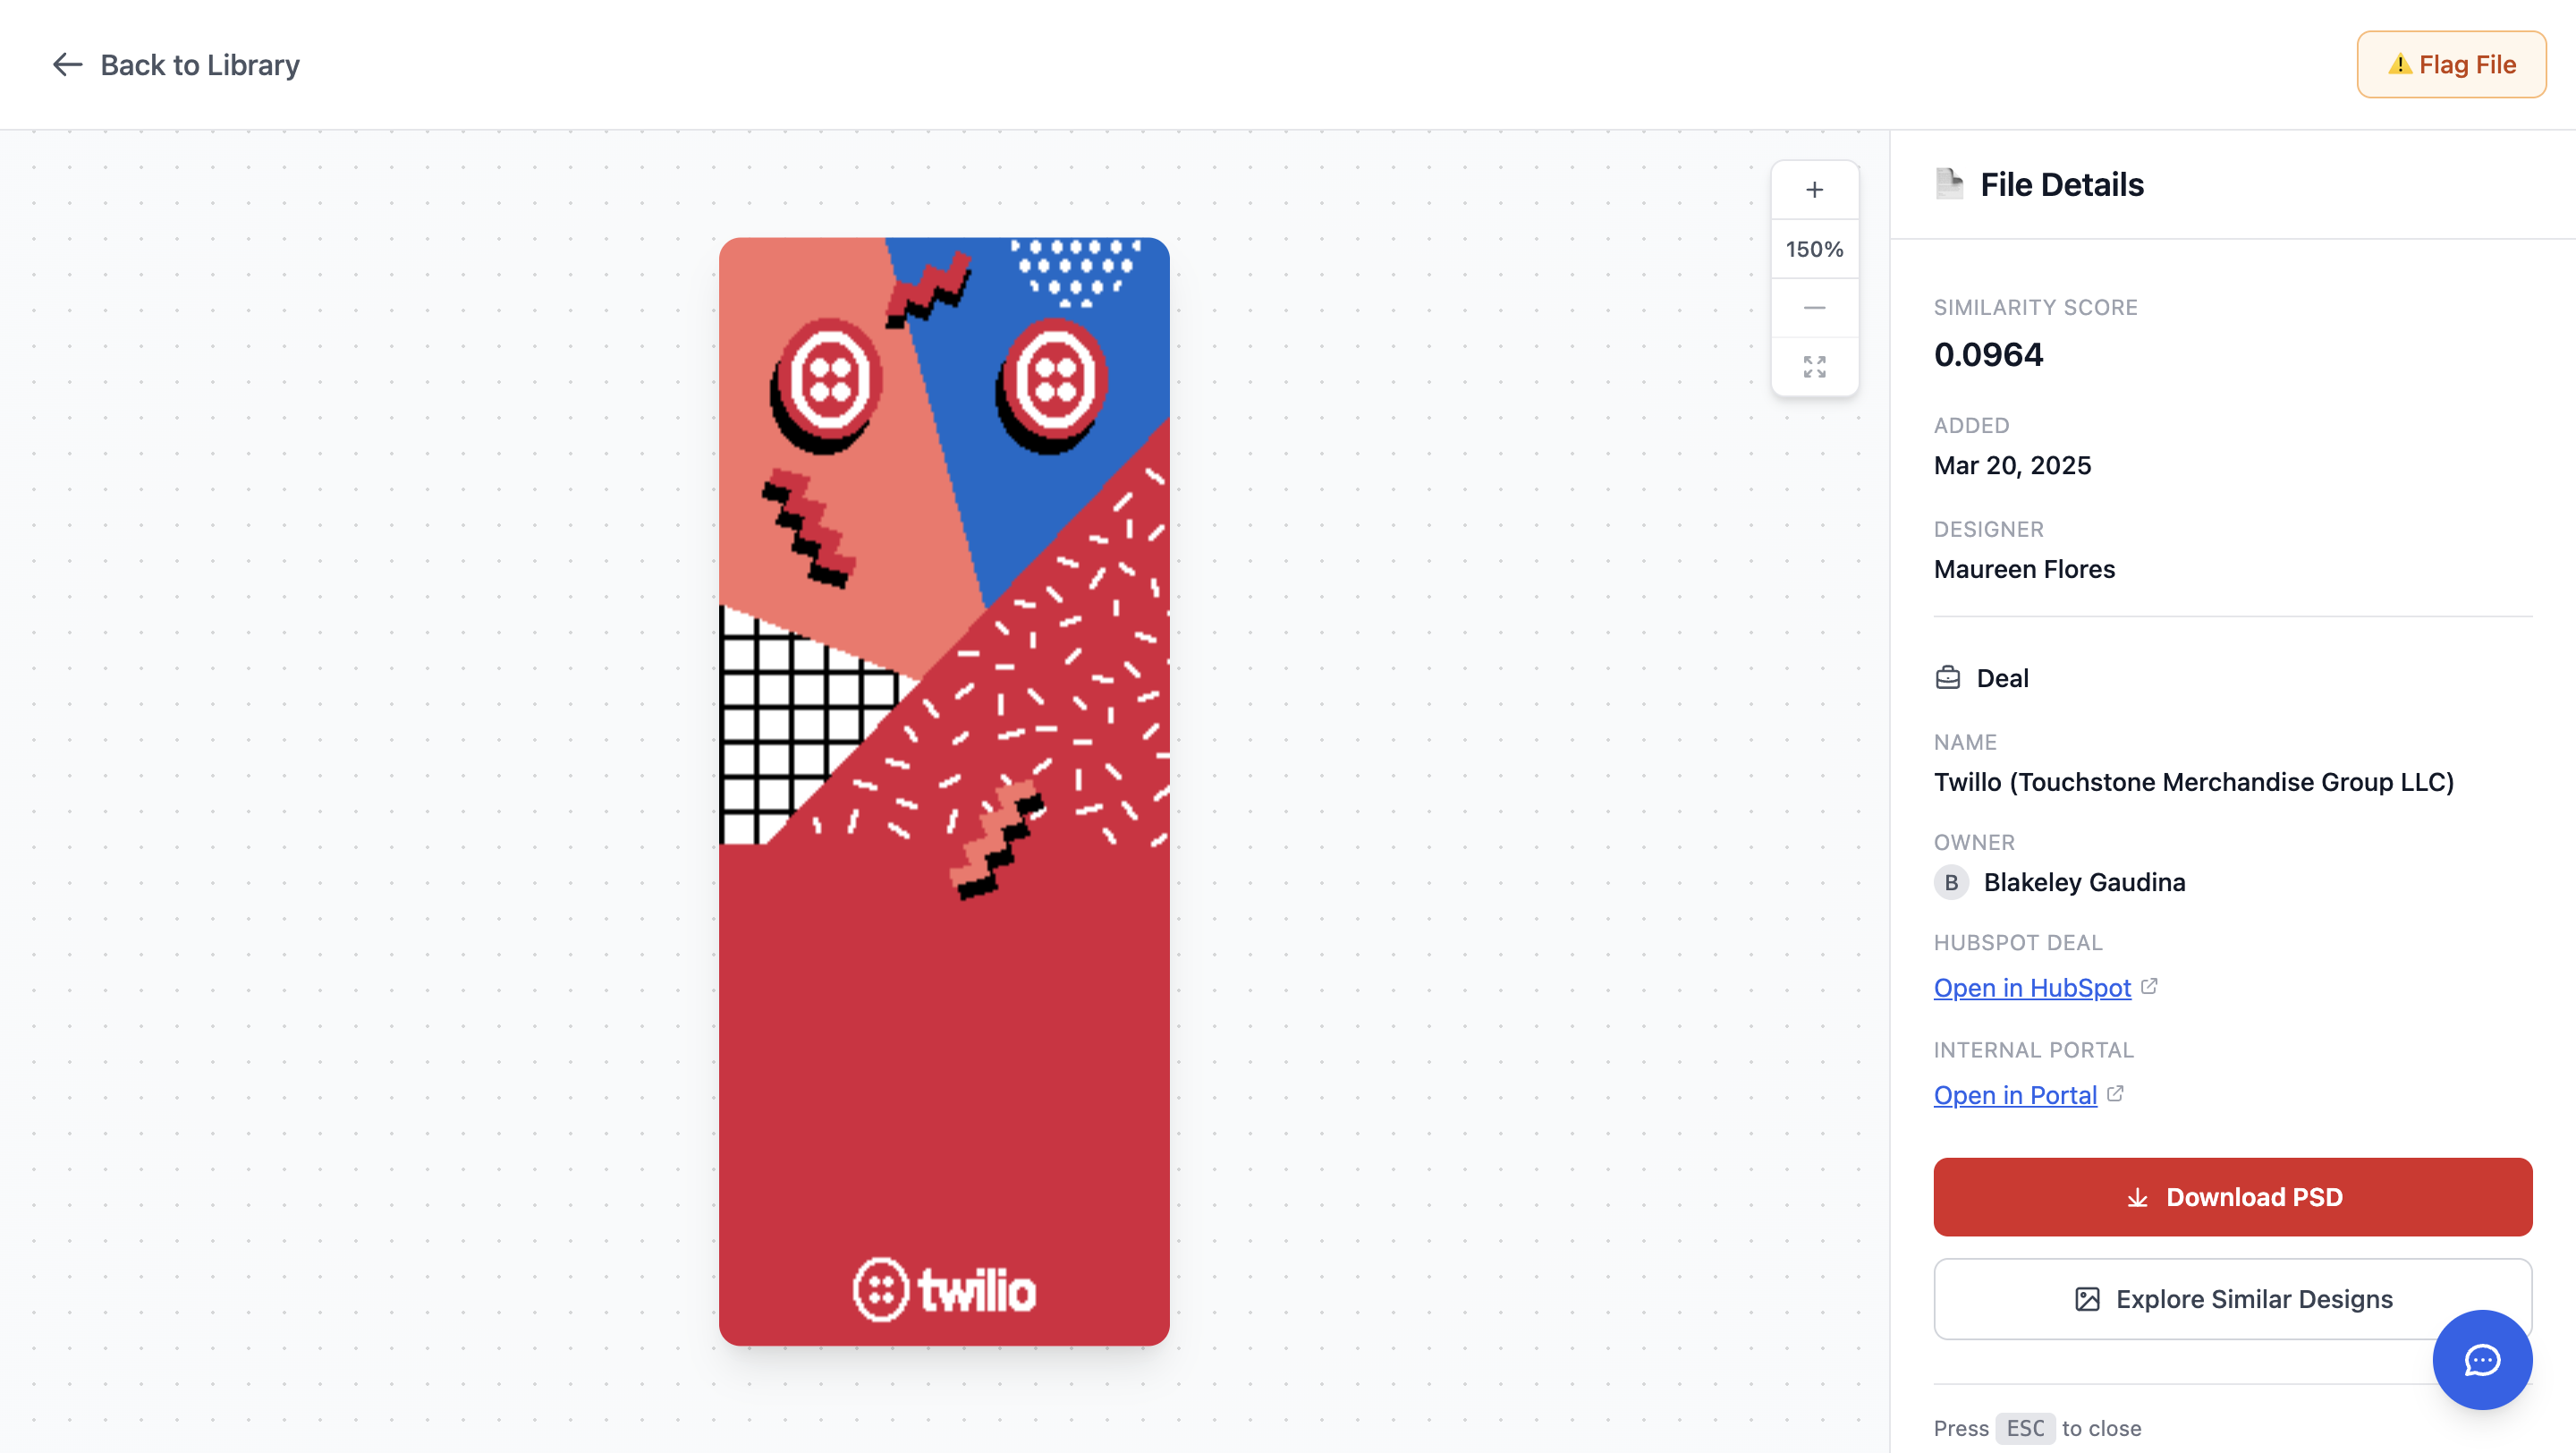 Back to Library
Flag File
+
150%
—
twilio
File Details
SIMILARITY SCORE
0.0964
ADDED
Mar 20, 2025
DESIGNER
Maureen Flores
Deal
NAME
Twillo (Touchstone Merchandise Group LLC)
OWNER
B Blakeley Gaudina
HUBSPOT DEAL
Open in HubSpot
INTERNAL PORTAL
Open in Portal
Download PSD
Explore Similar Designs
Press ESC to close